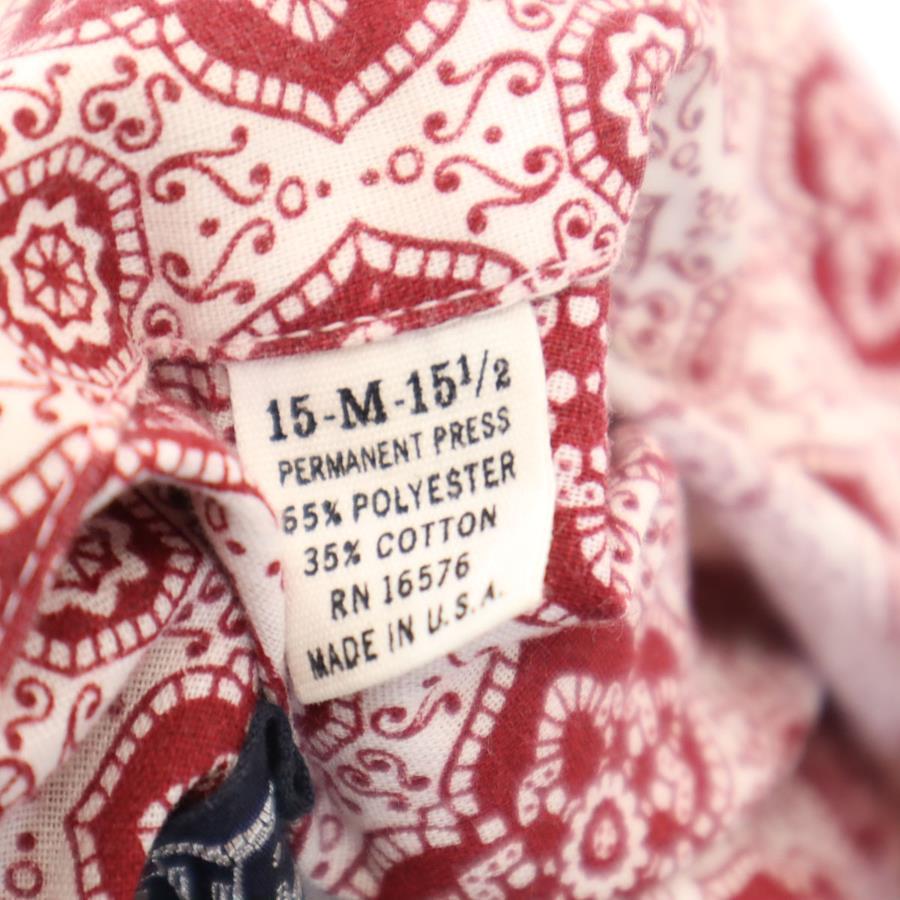 15-M-15½
PERMANENT PRESS
65% POLYESTER
35% COTTON
RN 16576
MADE IN U.S.A.